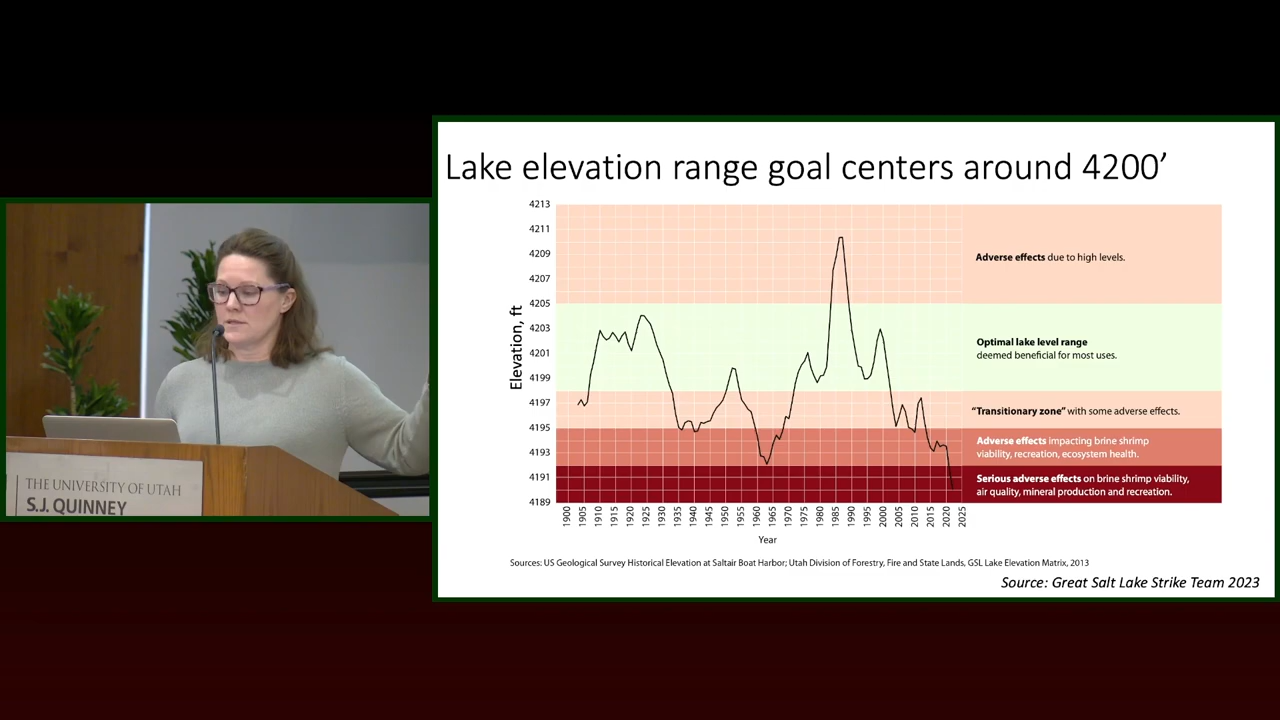 Lake elevation range goal centers around 4200’
4213
4211
4209
4207
4205
4203
4201
4199
4197
4195
4193
4191
4189
Elevation, ft
Adverse effects due to high levels.
Optimal lake level range
deemed beneficial for most uses.
“Transitionary zone” with some adverse effects.
Adverse effects impacting brine shrimp
viability, recreation, ecosystem health.
Serious adverse effects on brine shrimp viability,
air quality, mineral production and recreation.
1900 1905 1910 1915 1920 1925 1930 1935 1940 1945 1950 1955 1960 1965 1970 1975 1980 1985 1990 1995 2000 2005 2010 2015 2020 2025
Year
Sources: US Geological Survey Historical Elevation at Saltair Boat Harbor; Utah Division of Forestry, Fire and State Lands, GSL Lake Elevation Matrix, 2013
Source: Great Salt Lake Strike Team 2023
THE UNIVERSITY OF UTAH
S.J. QUINNEY